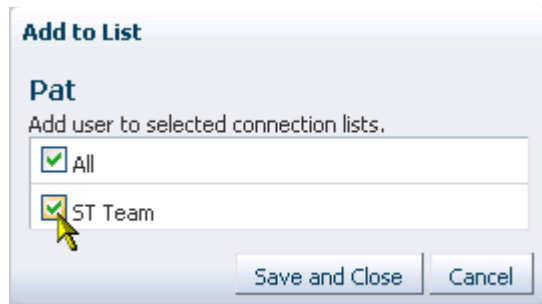 Add to List
Pat
Add user to selected connection lists.
All
ST Team
Save and Close Cancel